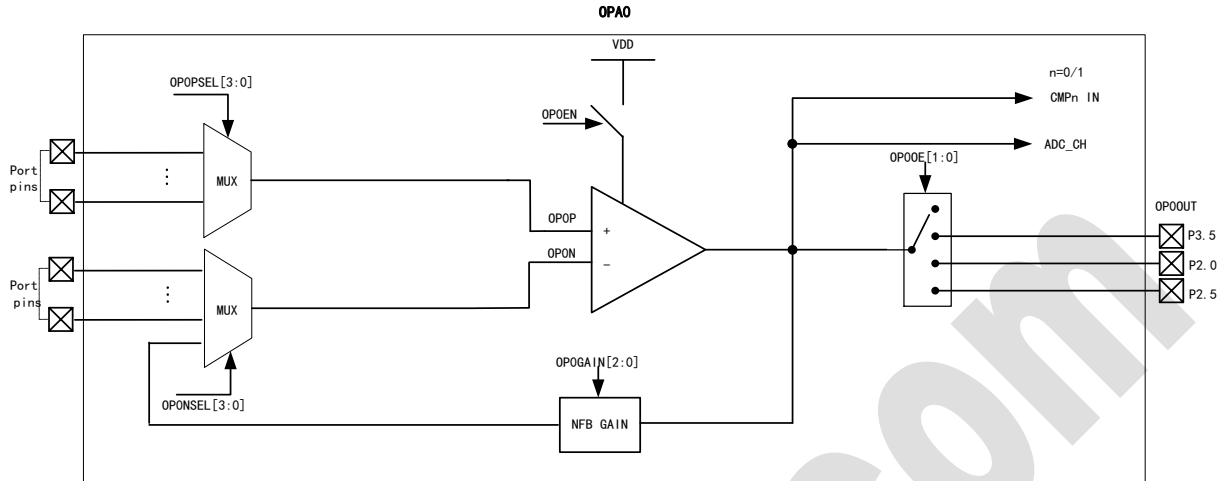 OPA0
VDD
OP0PSEL[3:0]
n=0/1
CMPn IN
OP0EN
ADC_CH
OP0OE[1:0]
Port
pins
MUX
OP0OUT
OP0P
+
P3.5
OP0N
−
P2.0
P2.5
Port
pins
MUX
OP0GAIN[2:0]
OP0NSEL[3:0]
NFB GAIN
com